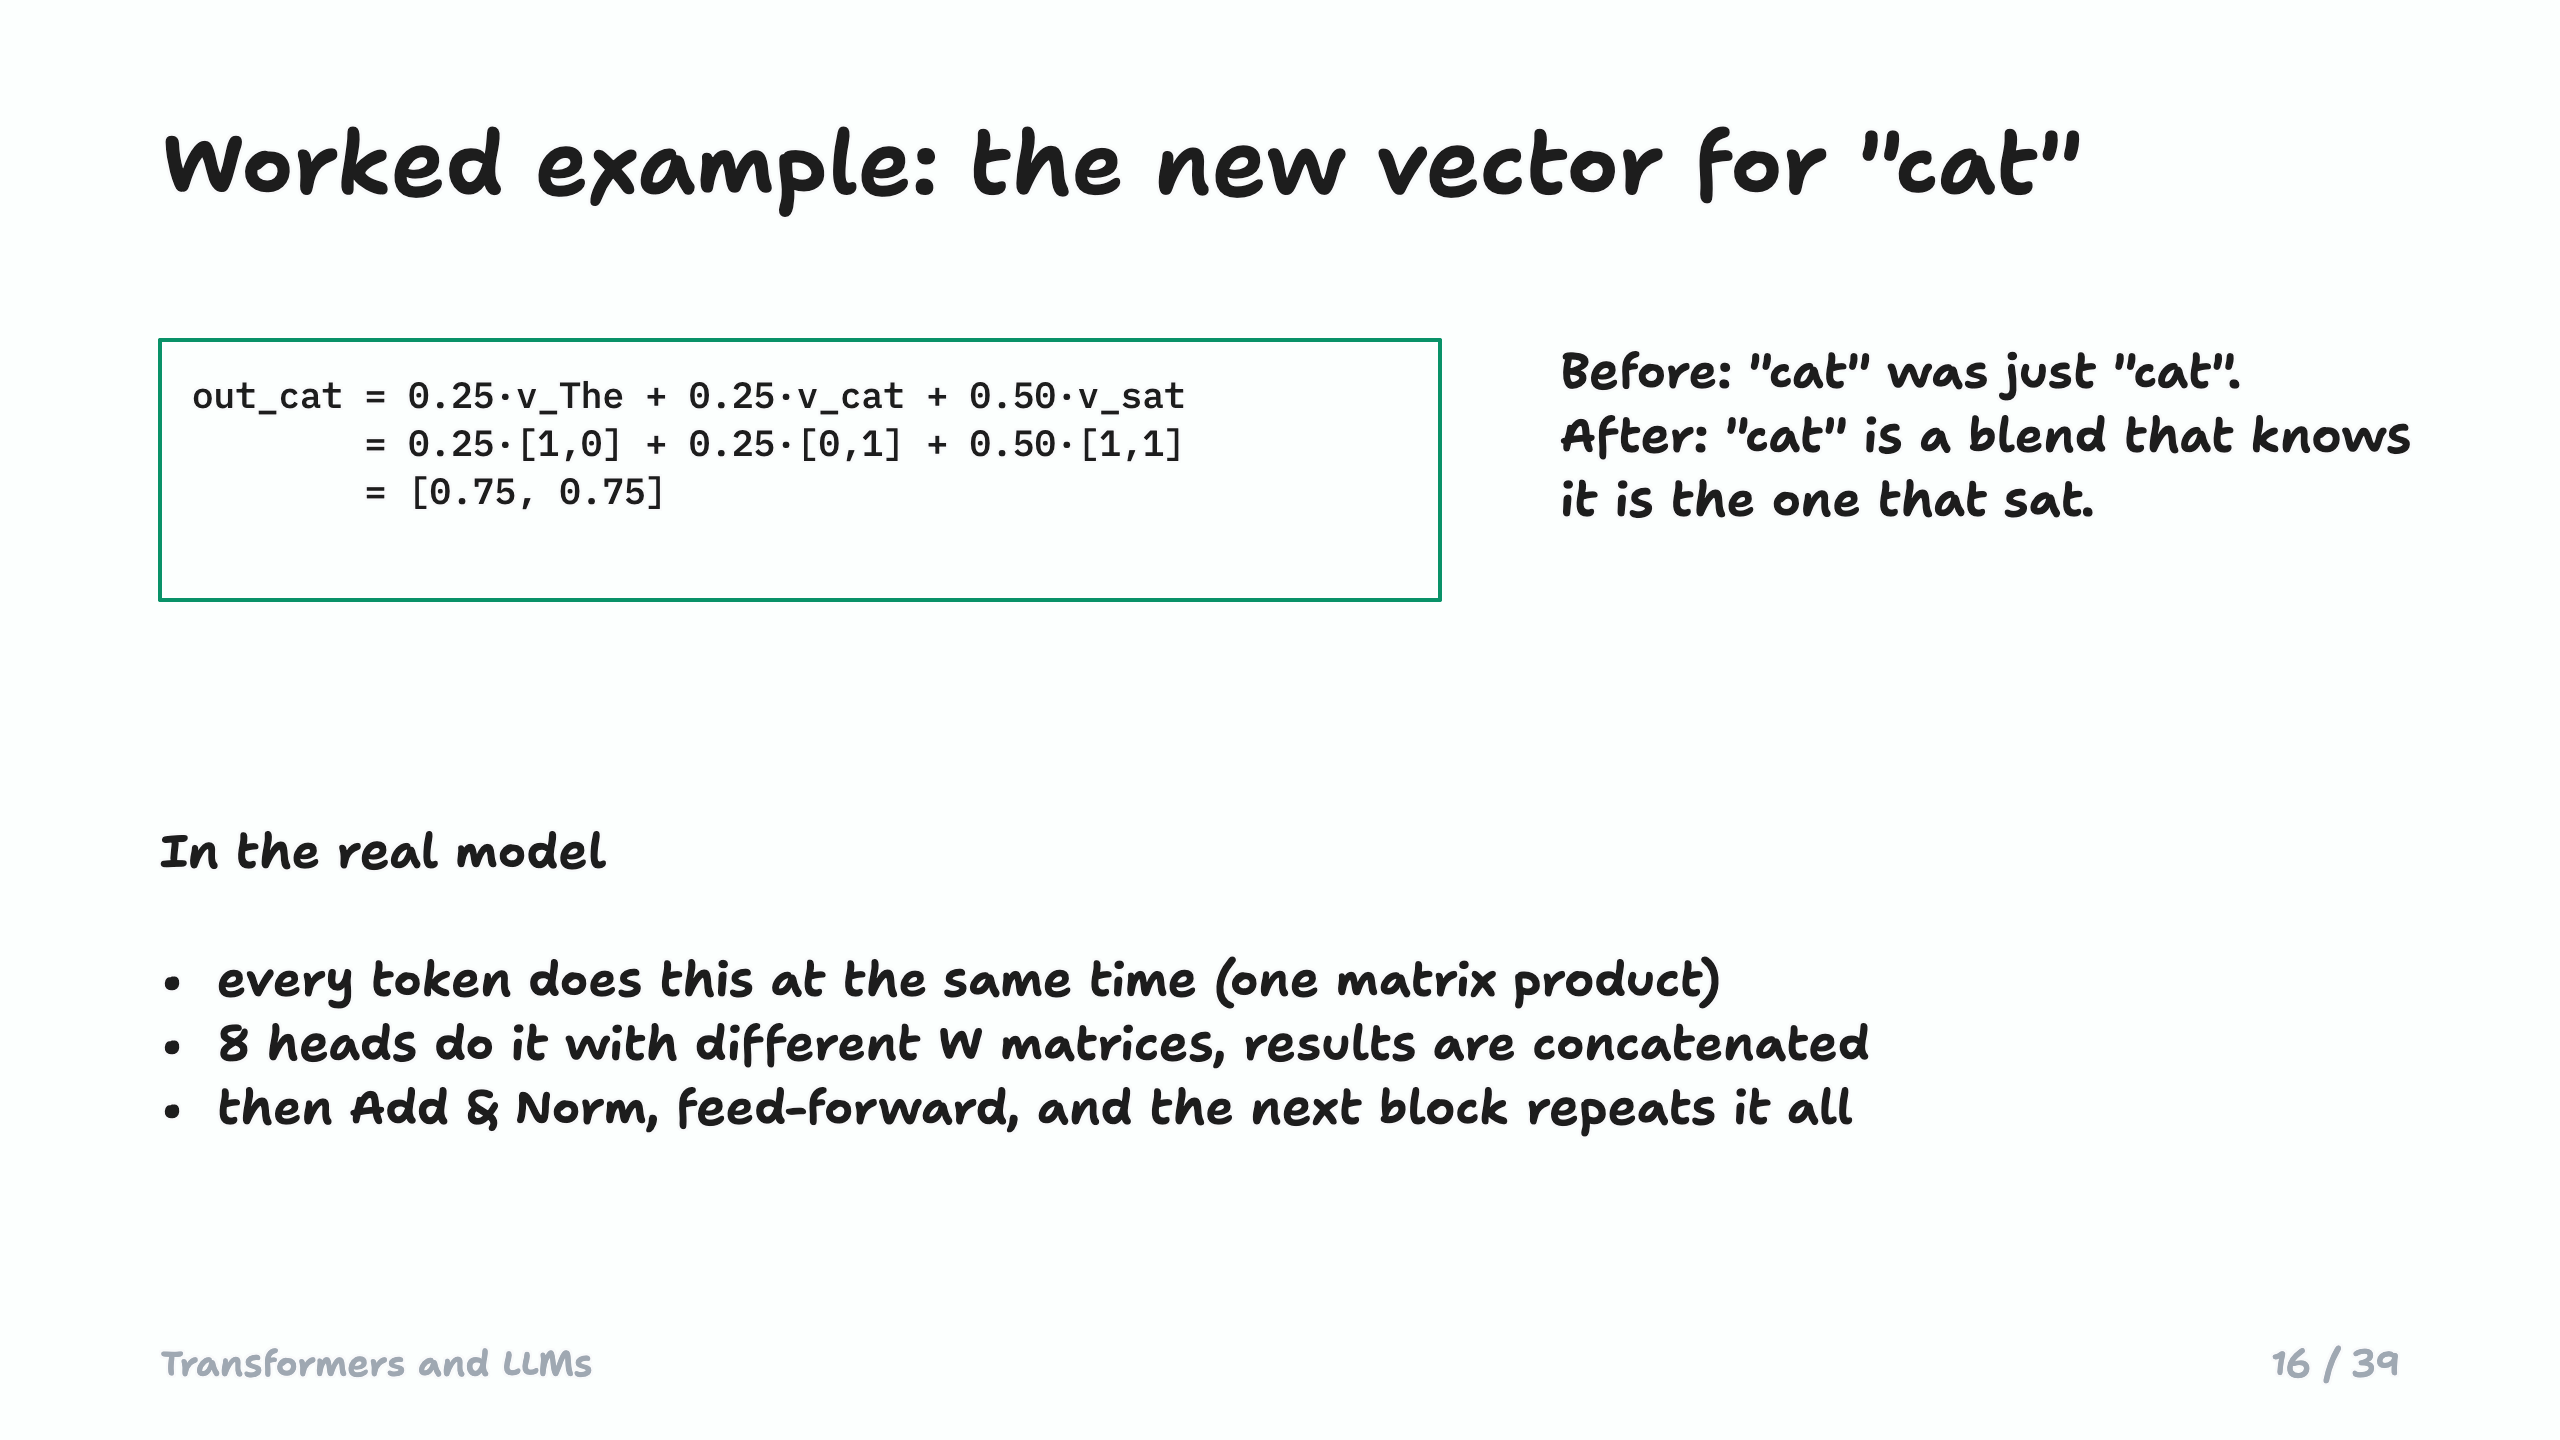 Worked example: the new vector for "cat"
out_cat = 0.25·v_The + 0.25·v_cat + 0.50·v_sat
= 0.25·[1,0] + 0.25·[0,1] + 0.50·[1,1]
= [0.75, 0.75]
Before: "cat" was just "cat".
After: "cat" is a blend that knows
it is the one that sat.
In the real model
• every token does this at the same time (one matrix product)
• 8 heads do it with different W matrices, results are concatenated
• then Add & Norm, feed-forward, and the next block repeats it all
Transformers and LLMs
16 / 39